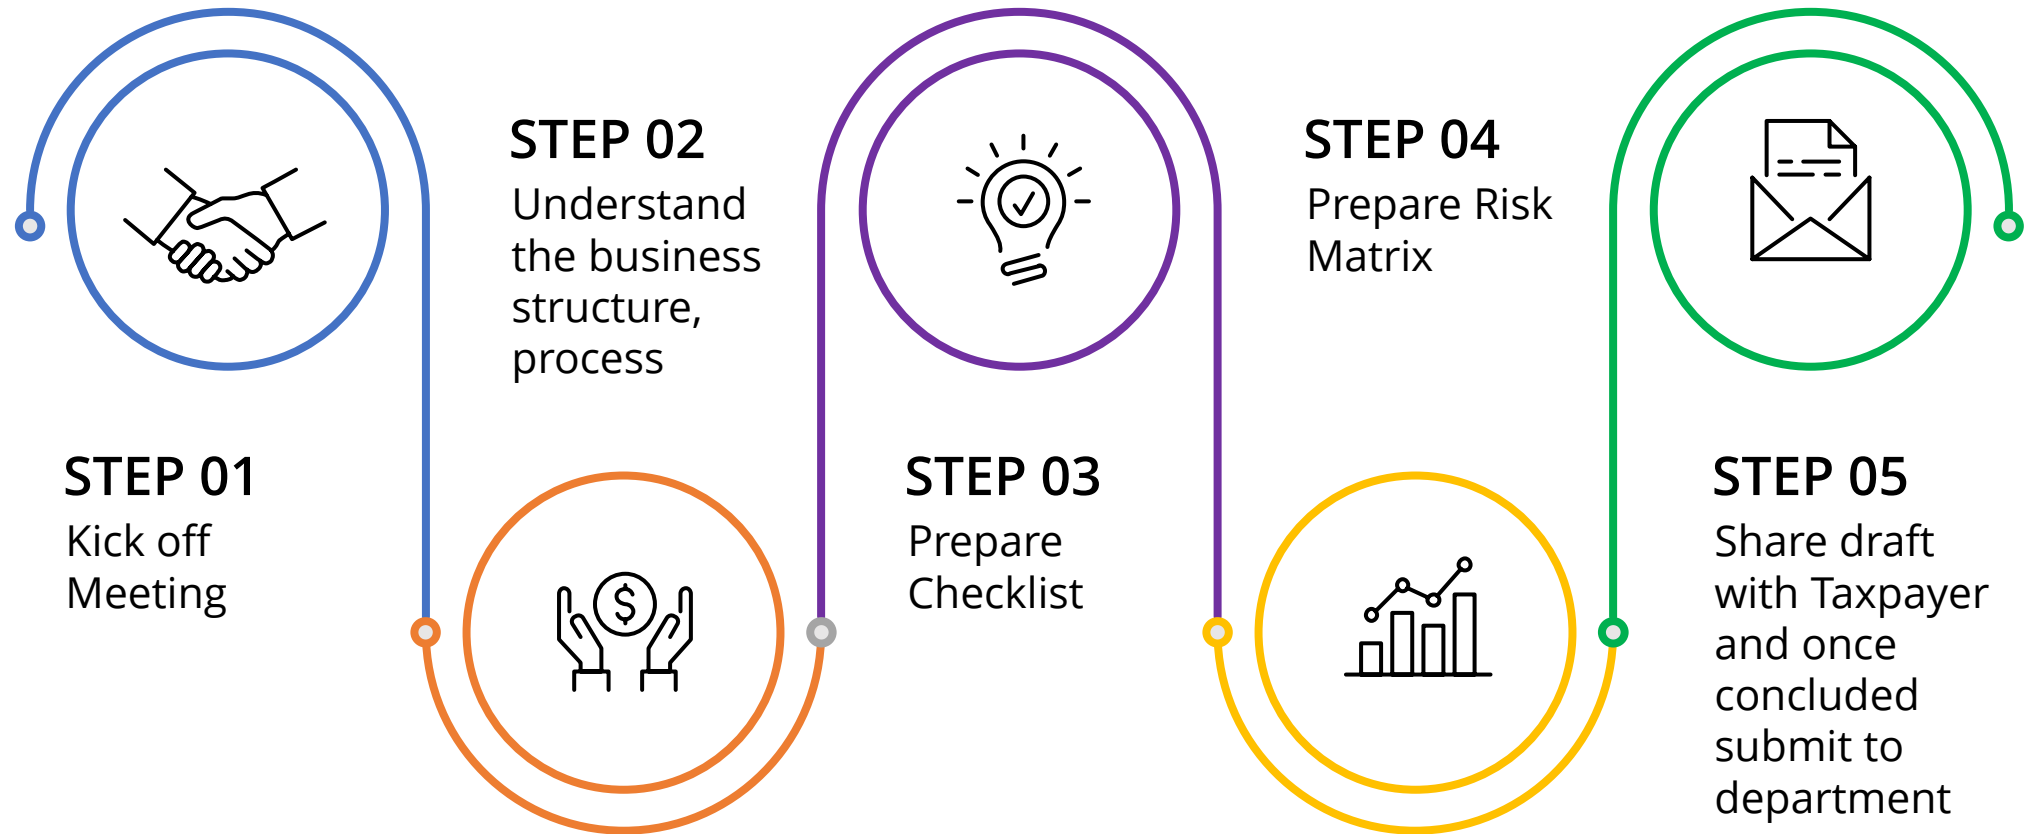 STEP 01
Kick off
Meeting
STEP 02
Understand
the business
structure,
process
$
STEP 03
Prepare
Checklist
STEP 04
Prepare Risk
Matrix
STEP 05
Share draft
with Taxpayer
and once
concluded
submit to
department